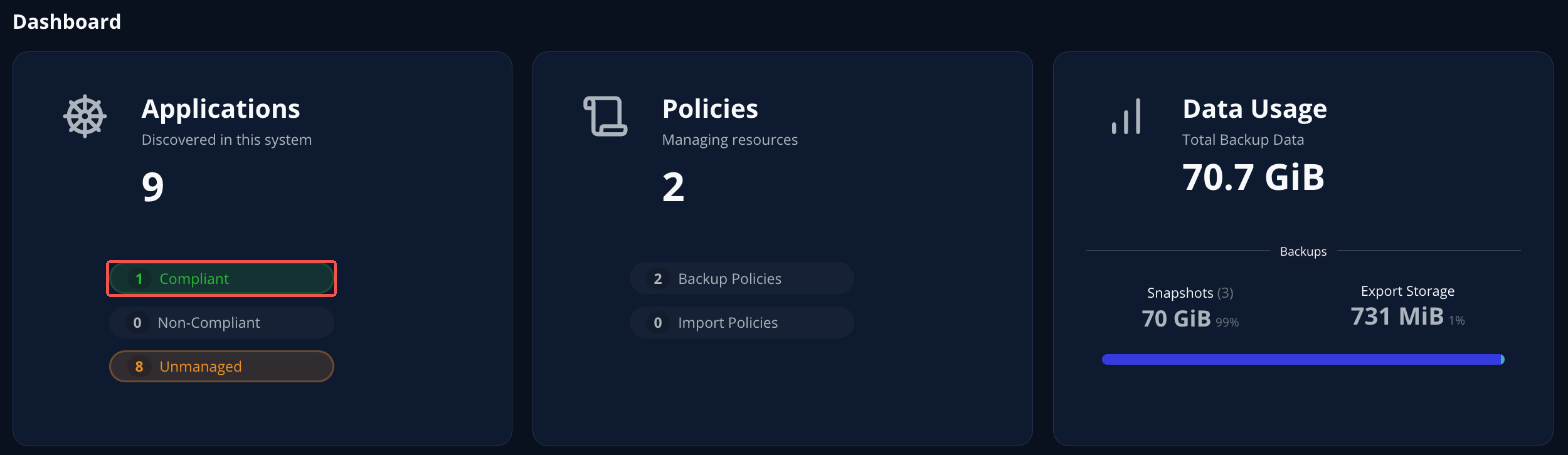 Dashboard
Applications
Discovered in this system
9
1 Compliant
0 Non-Compliant
8 Unmanaged
Policies
Managing resources
2
2 Backup Policies
0 Import Policies
Data Usage
Total Backup Data
70.7 GiB
Backups
Snapshots (3)
70 GiB 99%
Export Storage
731 MiB 1%